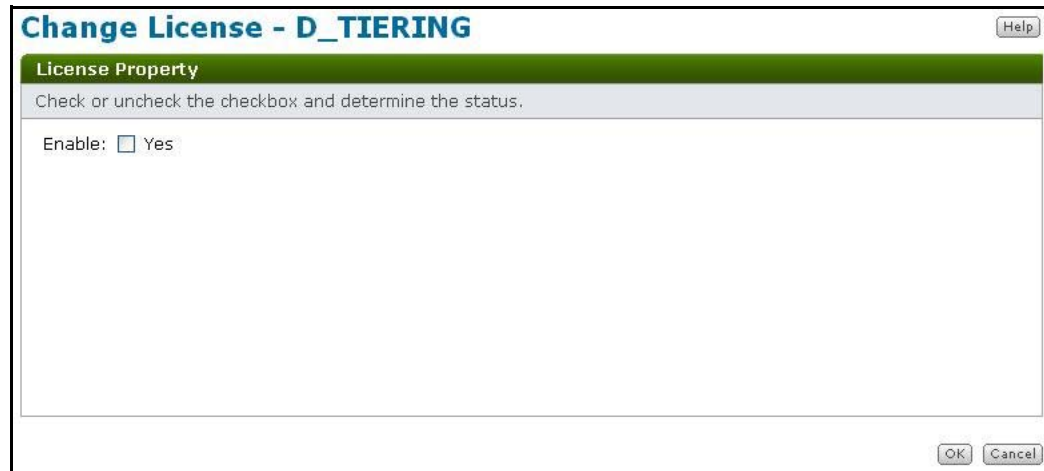 Change License - D_TIERING
Help
License Property
Check or uncheck the checkbox and determine the status.
Enable: Yes
OK Cancel